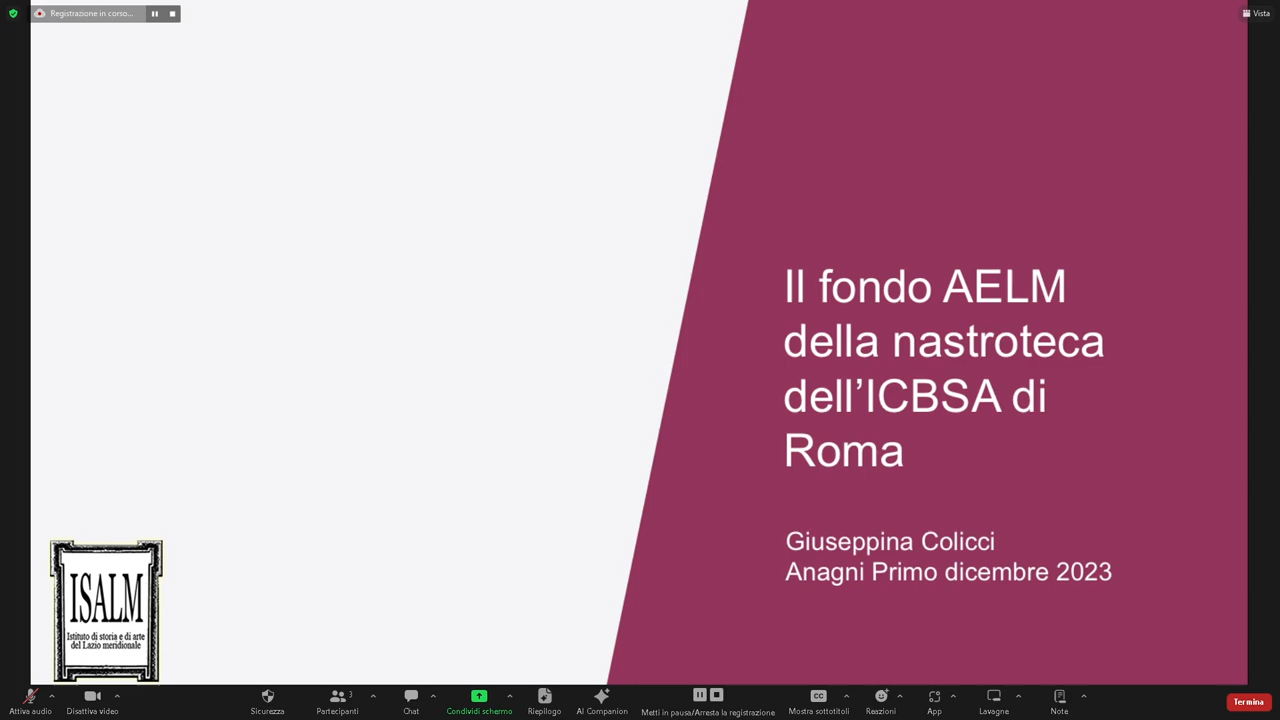 Registrazione in corso...
Vista
Il fondo AELM
della nastroteca
dell’ICBSA di
Roma
Giuseppina Colicci
Anagni Primo dicembre 2023
ISALM
Istituto di storia e di arte
del Lazio meridionale
Attiva audio
Disattiva video
Sicurezza
Partecipanti
3
Chat
Condividi schermo
Riepilogo
AI Companion
Metti in pausa/Arresta la registrazione
CC
Mostra sottotitoli
Reazioni
App
Lavagne
Note
Termina